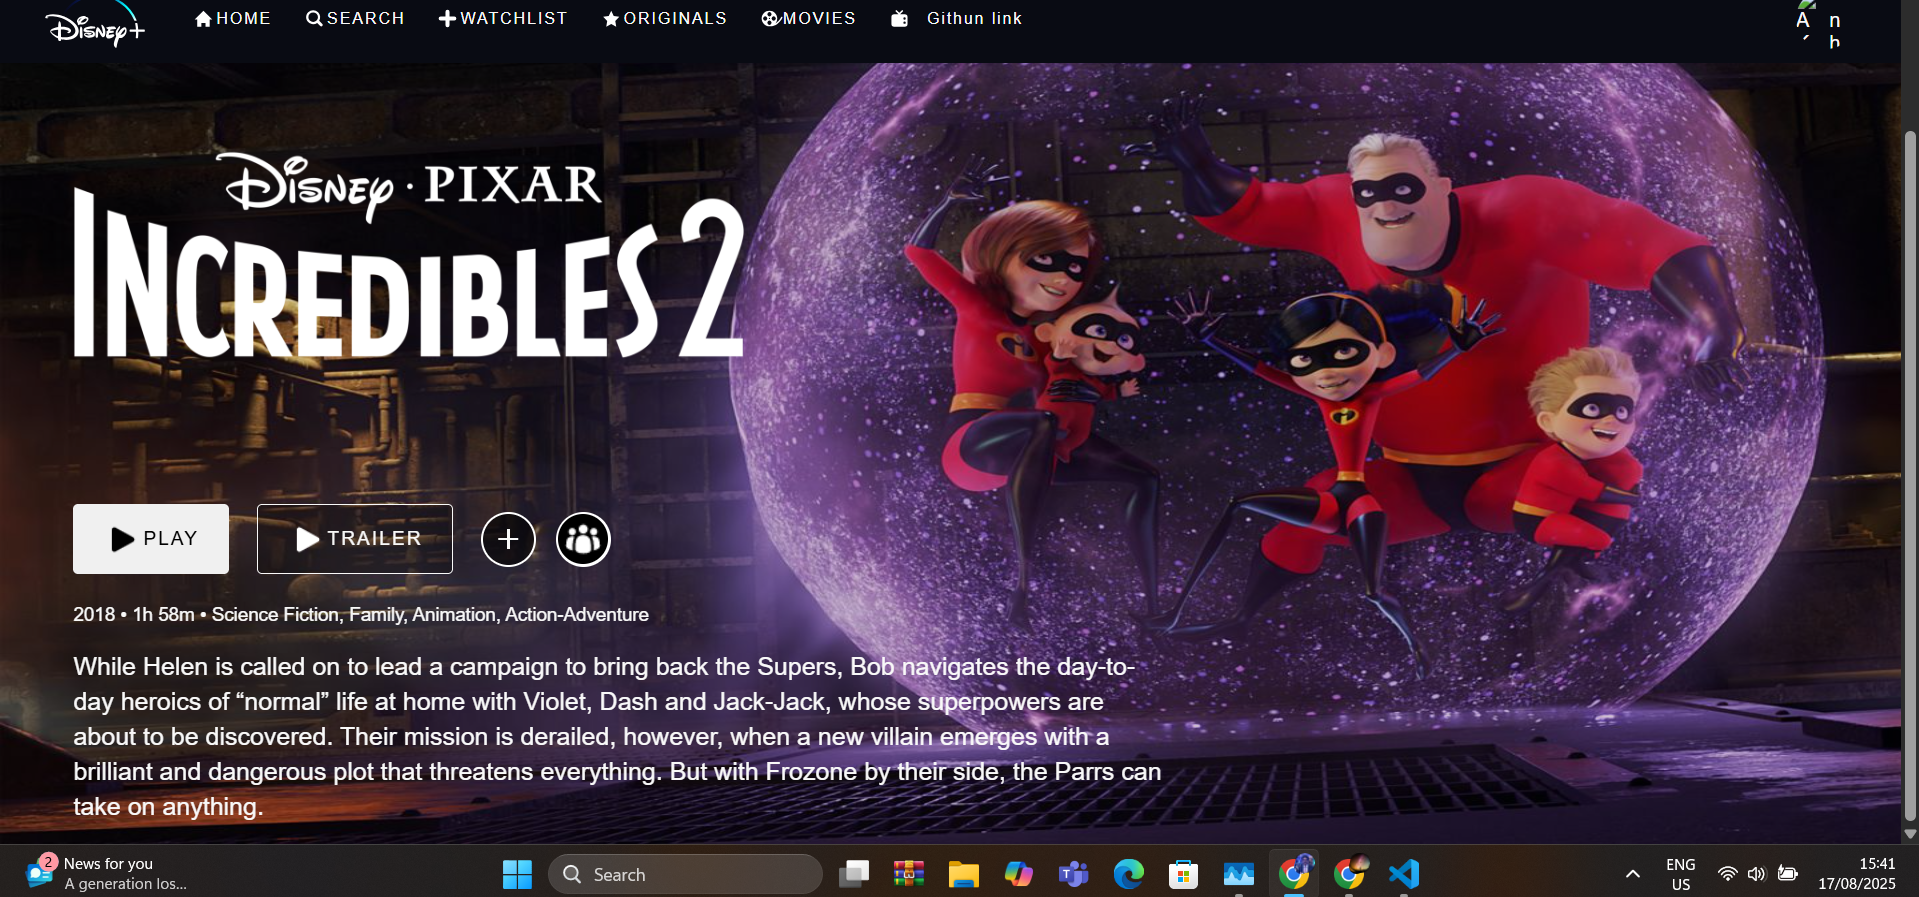 Disney+
HOME
SEARCH
WATCHLIST
ORIGINALS
MOVIES
Githun link
A n
h
Disney · PIXAR
INCREDIBLES 2
PLAY
TRAILER
2018 • 1h 58m • Science Fiction, Family, Animation, Action-Adventure
While Helen is called on to lead a campaign to bring back the Supers, Bob navigates the day-to-
day heroics of “normal” life at home with Violet, Dash and Jack-Jack, whose superpowers are
about to be discovered. Their mission is derailed, however, when a new villain emerges with a
brilliant and dangerous plot that threatens everything. But with Frozone by their side, the Parrs can
take on anything.
2
News for you
A generation los...
Search
ENG
US
15:41
17/08/2025